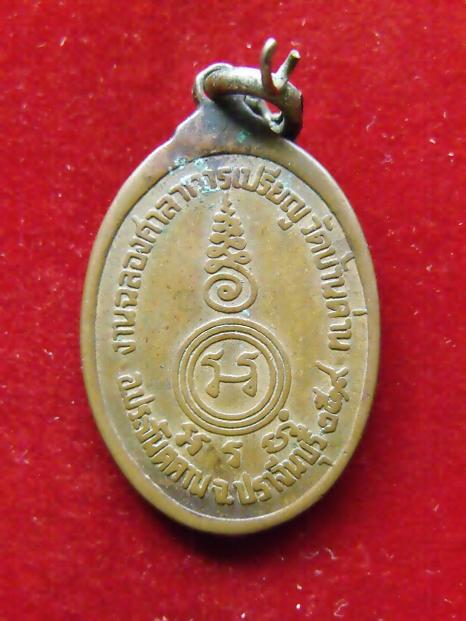 งานฉลองศาลาการเปรียญ วัดบ้านด่าน
อ.ประจันตคาม จ.ปราจีนบุรี